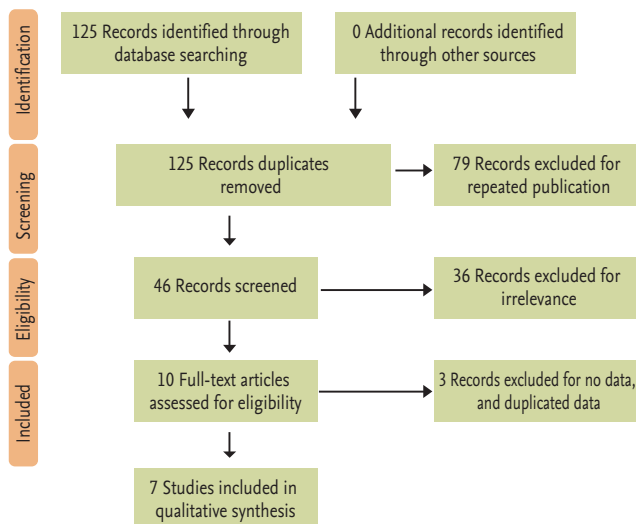 Identification
125 Records identified through
database searching
0 Additional records identified
through other sources
Screening
125 Records duplicates
removed
79 Records excluded for
repeated publication
Eligibility
46 Records screened
36 Records excluded for
irrelevance
Included
10 Full-text articles
assessed for eligibility
3 Records excluded for no data,
and duplicated data
7 Studies included in
qualitative synthesis